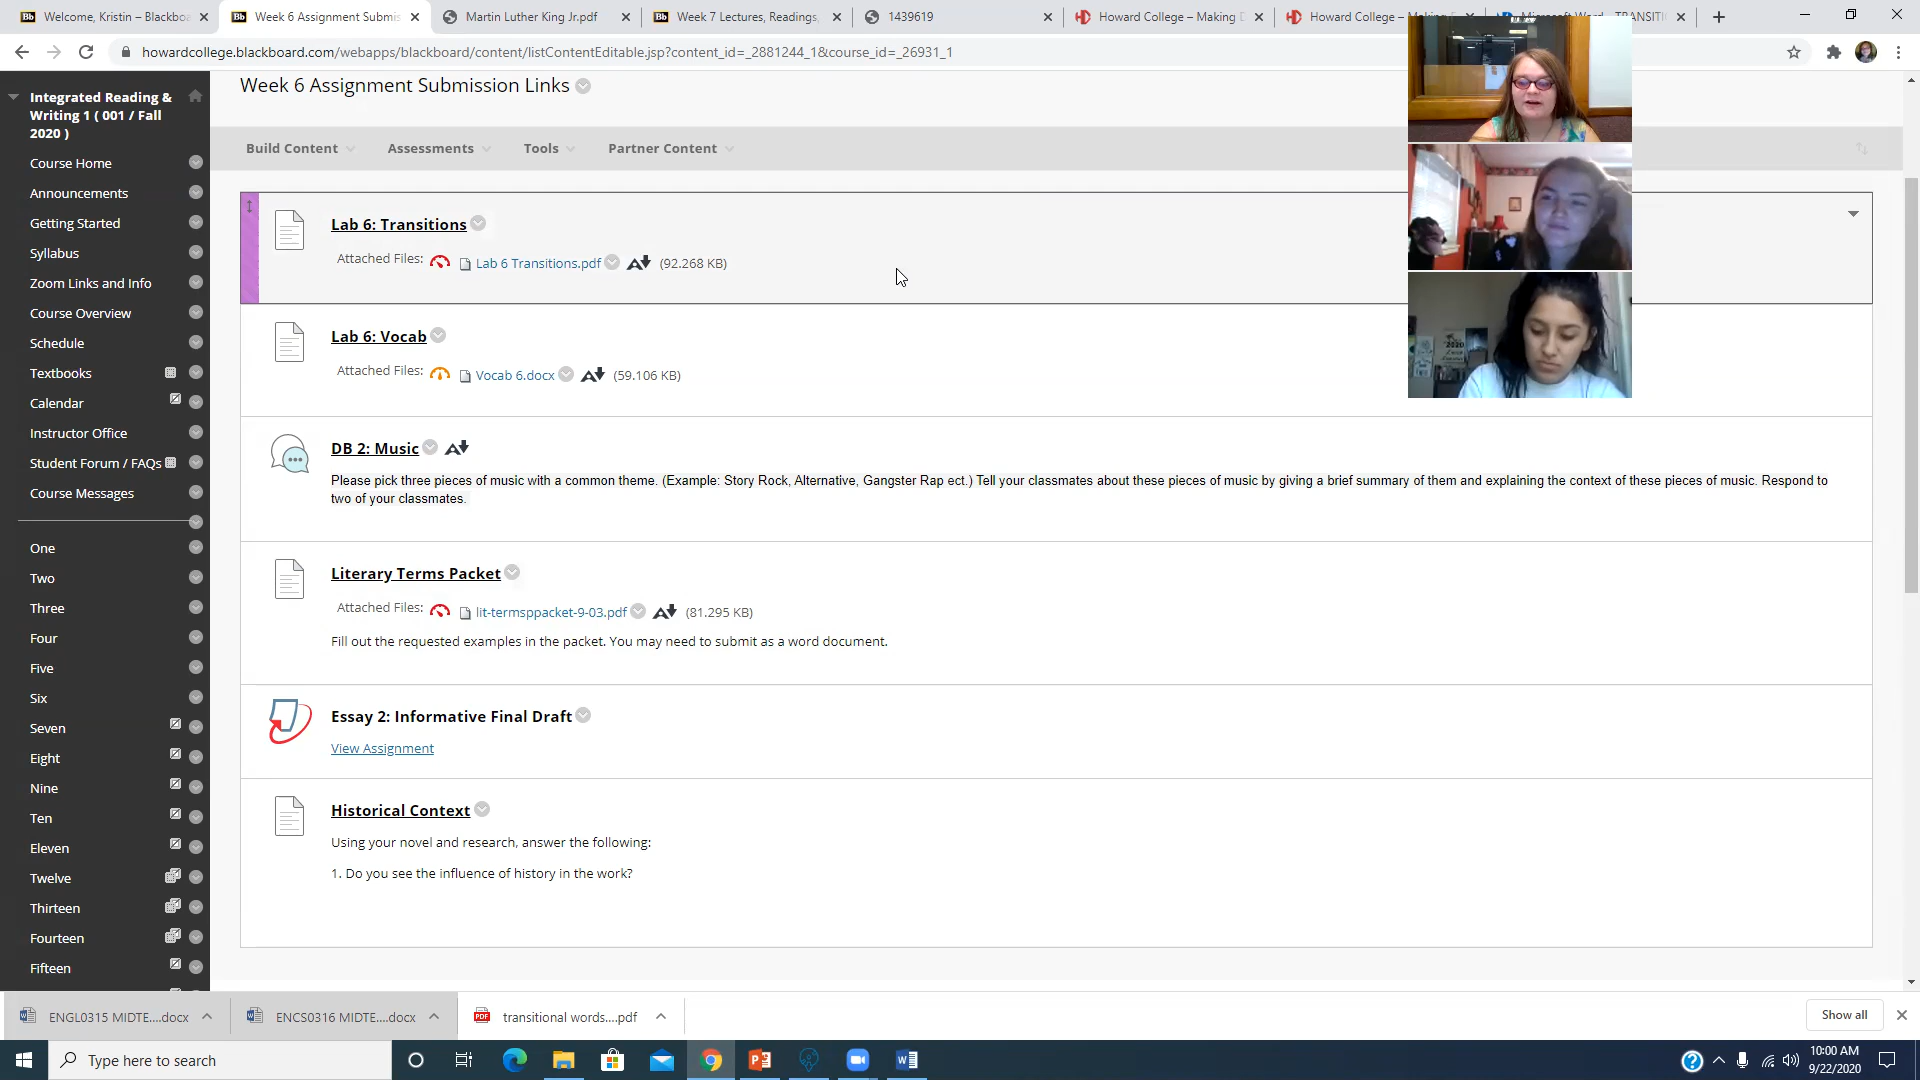 Welcome, Kristin – Blackboa
Week 6 Assignment Submis
Martin Luther King Jr.pdf
Week 7 Lectures, Readings,
1439619
Howard College – Making D
Howard College –
howardcollege.blackboard.com/webapps/blackboard/content/listContentEditable.jsp?content_id=_2881244_1&course_id=_26931_1
Integrated Reading &
Writing 1 ( 001 / Fall
2020 )
Course Home
Announcements
Getting Started
Syllabus
Zoom Links and Info
Course Overview
Schedule
Textbooks
Calendar
Instructor Office
Student Forum / FAQs
Course Messages
One
Two
Three
Four
Five
Six
Seven
Eight
Nine
Ten
Eleven
Twelve
Thirteen
Fourteen
Fifteen
Week 6 Assignment Submission Links
Build Content
Assessments
Tools
Partner Content
Lab 6: Transitions
Attached Files: Lab 6 Transitions.pdf (92.268 KB)
Lab 6: Vocab
Attached Files: Vocab 6.docx (59.106 KB)
DB 2: Music
Please pick three pieces of music with a common theme. (Example: Story Rock, Alternative, Gangster Rap ect.) Tell your classmates about these pieces of music by giving a brief summary of them and explaining the context of these pieces of music. Respond to
two of your classmates.
Literary Terms Packet
Attached Files: lit-termsppacket-9-03.pdf (81.295 KB)
Fill out the requested examples in the packet. You may need to submit as a word document.
Essay 2: Informative Final Draft
View Assignment
Historical Context
Using your novel and research, answer the following:
1. Do you see the influence of history in the work?
ENGL0315 MIDTE....docx
ENCS0316 MIDTE....docx
transitional words....pdf
Show all
Type here to search
10:00 AM
9/22/2020